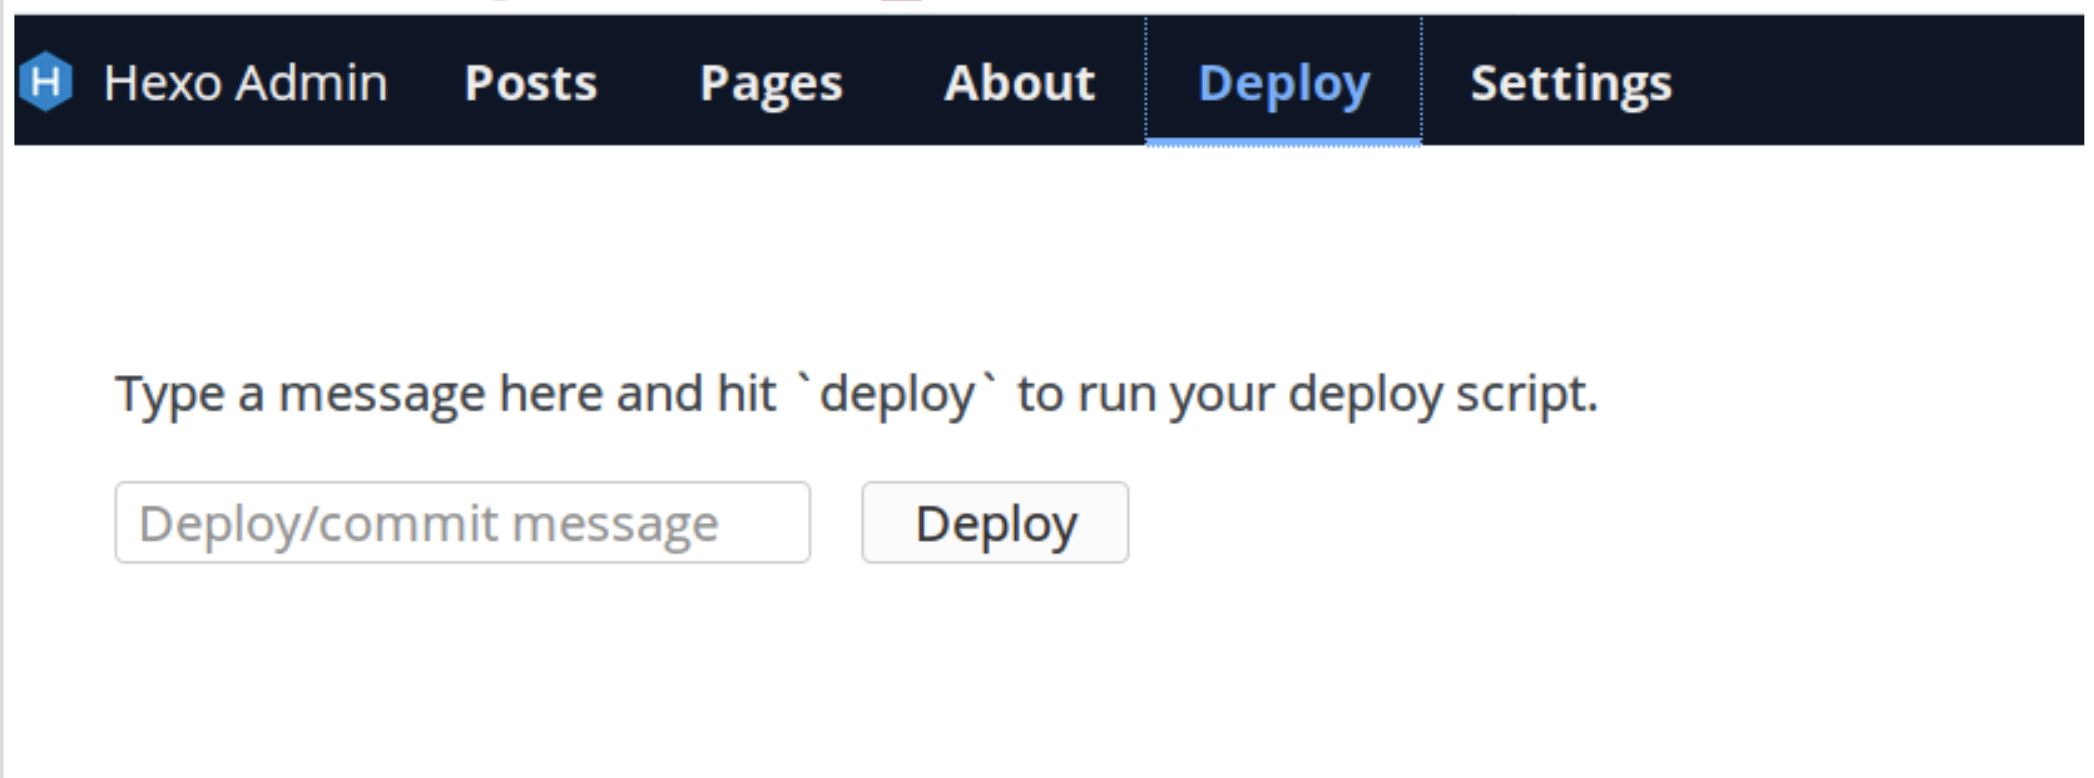 H Hexo Admin Posts Pages About Deploy Settings
Type a message here and hit `deploy` to run your deploy script.
Deploy/commit message Deploy